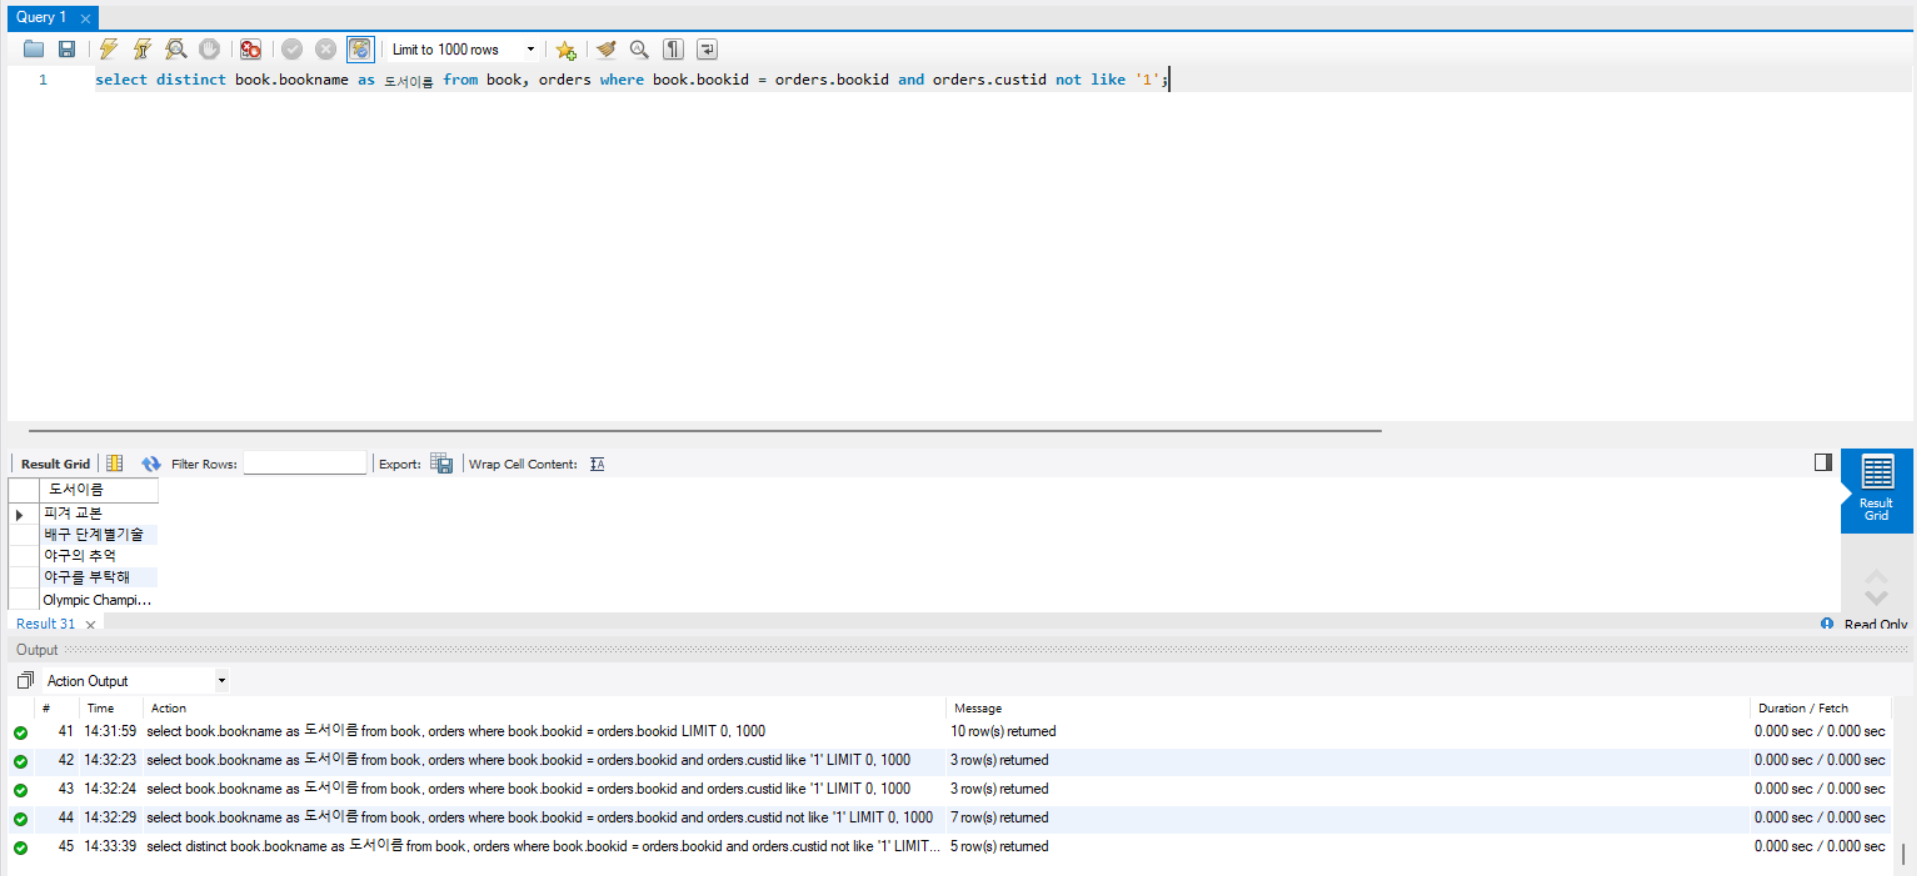 Query 1
Limit to 1000 rows
1 select distinct book.bookname as 도서이름 from book, orders where book.bookid = orders.bookid and orders.custid not like '1';
Result Grid Filter Rows: Export: Wrap Cell Content:
Result Grid
도서이름
피겨 교본
배구 단계별기술
야구의 추억
야구를 부탁해
Olympic Champi...
Result 31
Read Only
Output
Action Output
# Time Action Message Duration / Fetch
41 14:31:59 select book.bookname as 도서이름 from book, orders where book.bookid = orders.bookid LIMIT 0, 1000 10 row(s) returned 0.000 sec / 0.000 sec
42 14:32:23 select book.bookname as 도서이름 from book, orders where book.bookid = orders.bookid and orders.custid like '1' LIMIT 0, 1000 3 row(s) returned 0.000 sec / 0.000 sec
43 14:32:24 select book.bookname as 도서이름 from book, orders where book.bookid = orders.bookid and orders.custid like '1' LIMIT 0, 1000 3 row(s) returned 0.000 sec / 0.000 sec
44 14:32:29 select book.bookname as 도서이름 from book, orders where book.bookid = orders.bookid and orders.custid not like '1' LIMIT 0, 1000 7 row(s) returned 0.000 sec / 0.000 sec
45 14:33:39 select distinct book.bookname as 도서이름 from book, orders where book.bookid = orders.bookid and orders.custid not like '1' LIMIT... 5 row(s) returned 0.000 sec / 0.000 sec